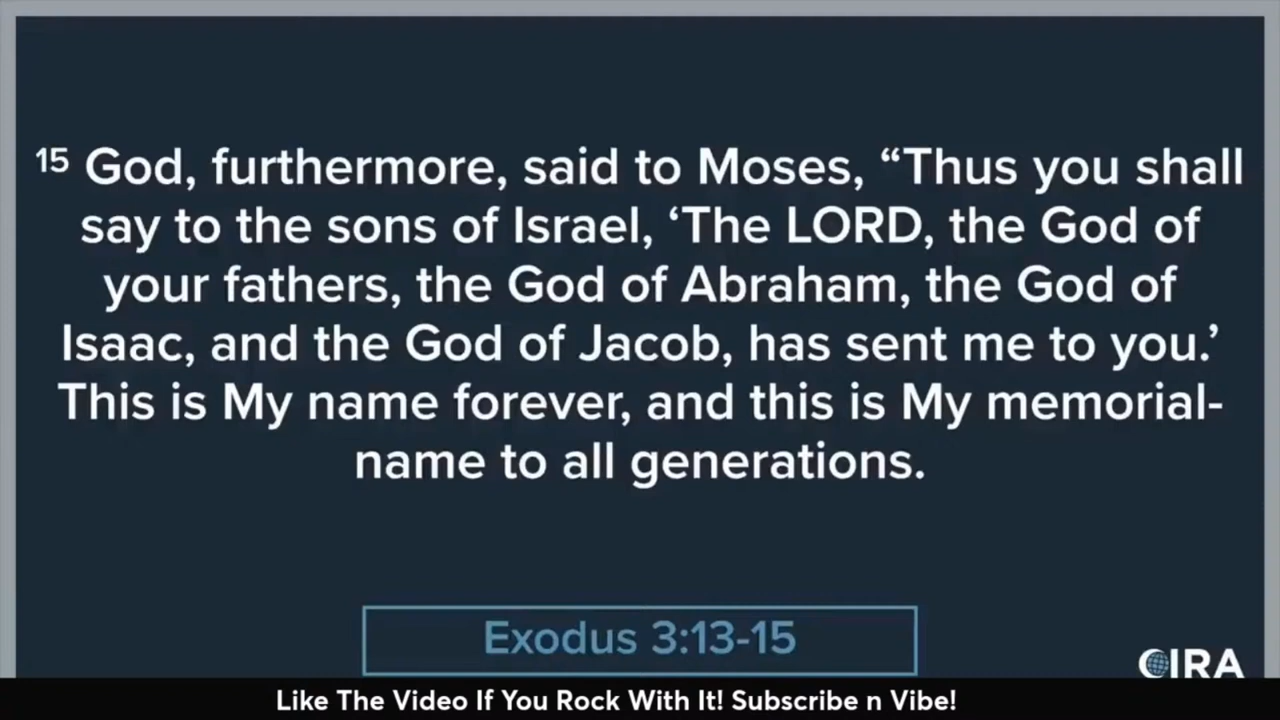 15 God, furthermore, said to Moses, “Thus you shall
say to the sons of Israel, ‘The LORD, the God of
your fathers, the God of Abraham, the God of
Isaac, and the God of Jacob, has sent me to you.’
This is My name forever, and this is My memorial-
name to all generations.
Exodus 3:13-15
CIRA
Like The Video If You Rock With It! Subscribe n Vibe!